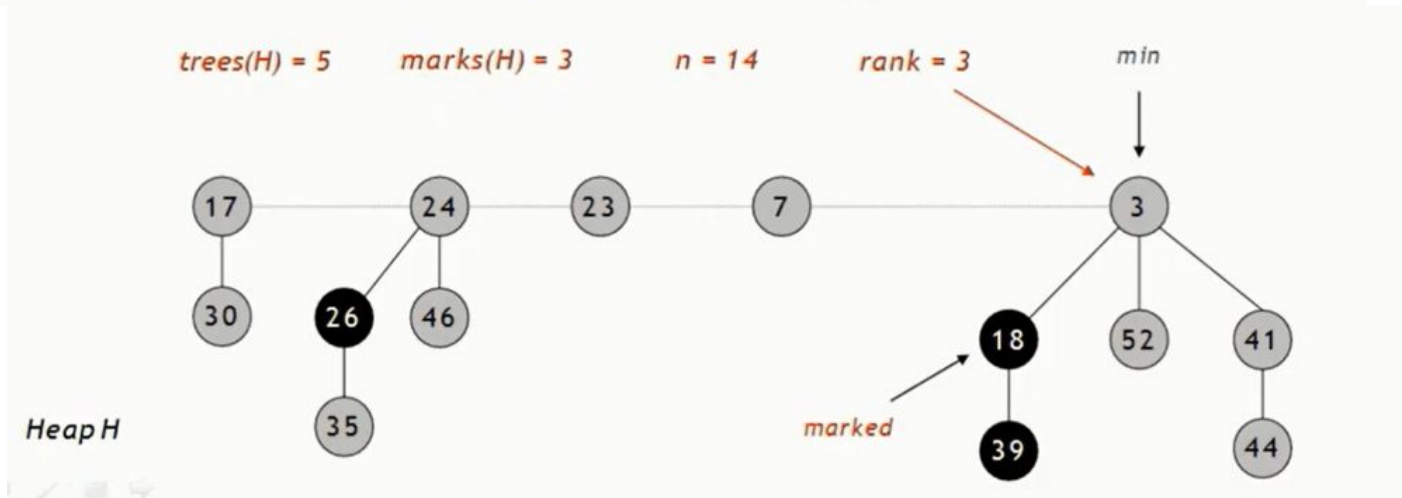 trees(H) = 5 marks(H) = 3 n = 14 rank = 3 min
17 24 23 7 3
30 26 46 18 52 41
Heap H 35 marked 39 44